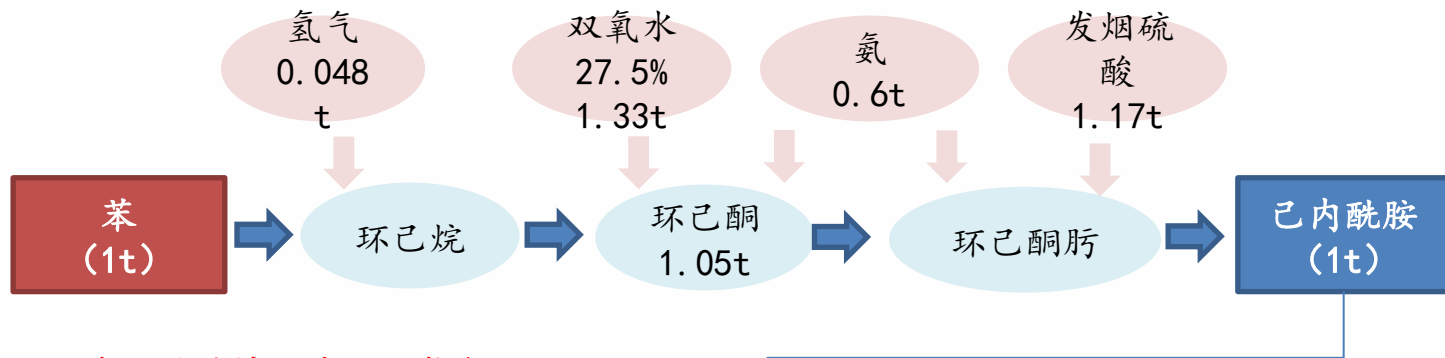 氢气
0.048
t
双氧水
27.5%
1.33t
氨
0.6t
发烟硫
酸
1.17t
苯
(1t)
环己烷
环己酮
1.05t
环己酮肟
己内酰胺
(1t)